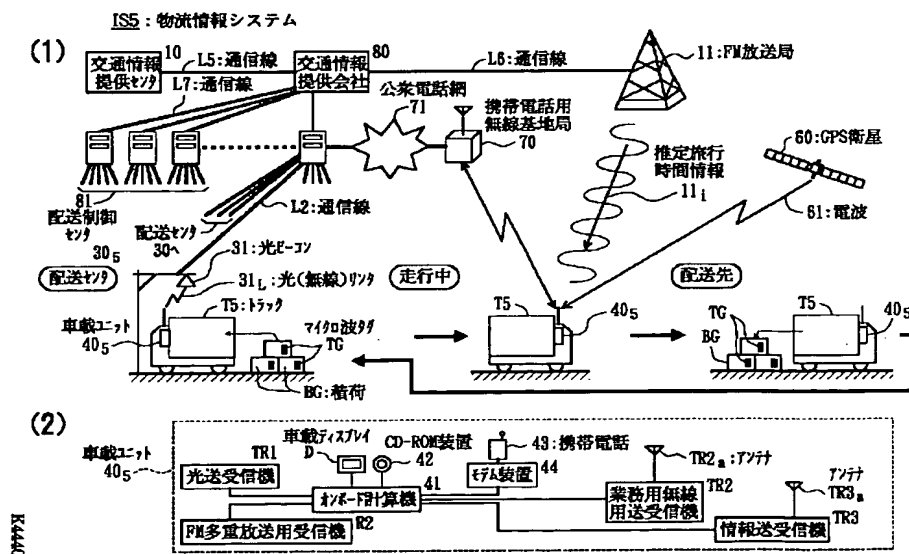 IS5：物流情報システム
(1)
10
交通情報
提供ｾﾝﾀ
L5：通信線
80
交通情報
提供会社
L6：通信線
11：FM放送局
L7：通信線
公衆電話網
71
携帯電話用
無線基地局
70
推定旅行
時間情報
11i
60：GPS衛星
61：電波
81
配送制御
ｾﾝﾀ
配送ｾﾝﾀ
30へ
L2：通信線
305
配送ｾﾝﾀ
31：光ﾋﾞｰｺﾝ
31L：光(無線)リンク
走行中
配送先
T5：トラック
車載ユニット
405
マイクロ波タグ
TG
BG：積荷
T5
405
TG
BG
T5
405
(2)
車載ユニット
405
TR1
光送受信機
車載ﾃﾞｨｽﾌﾟﾚｲ
D
CD-ROM装置
42
41
ｵﾝﾎﾞｰﾄﾞ計算機
43：携帯電話
44
モデム装置
TR2a：アンテナ
TR2
業務用無線
用送受信機
アンテナ
TR3a
TR3
情報送受信機
R2
FM多重放送用受信機